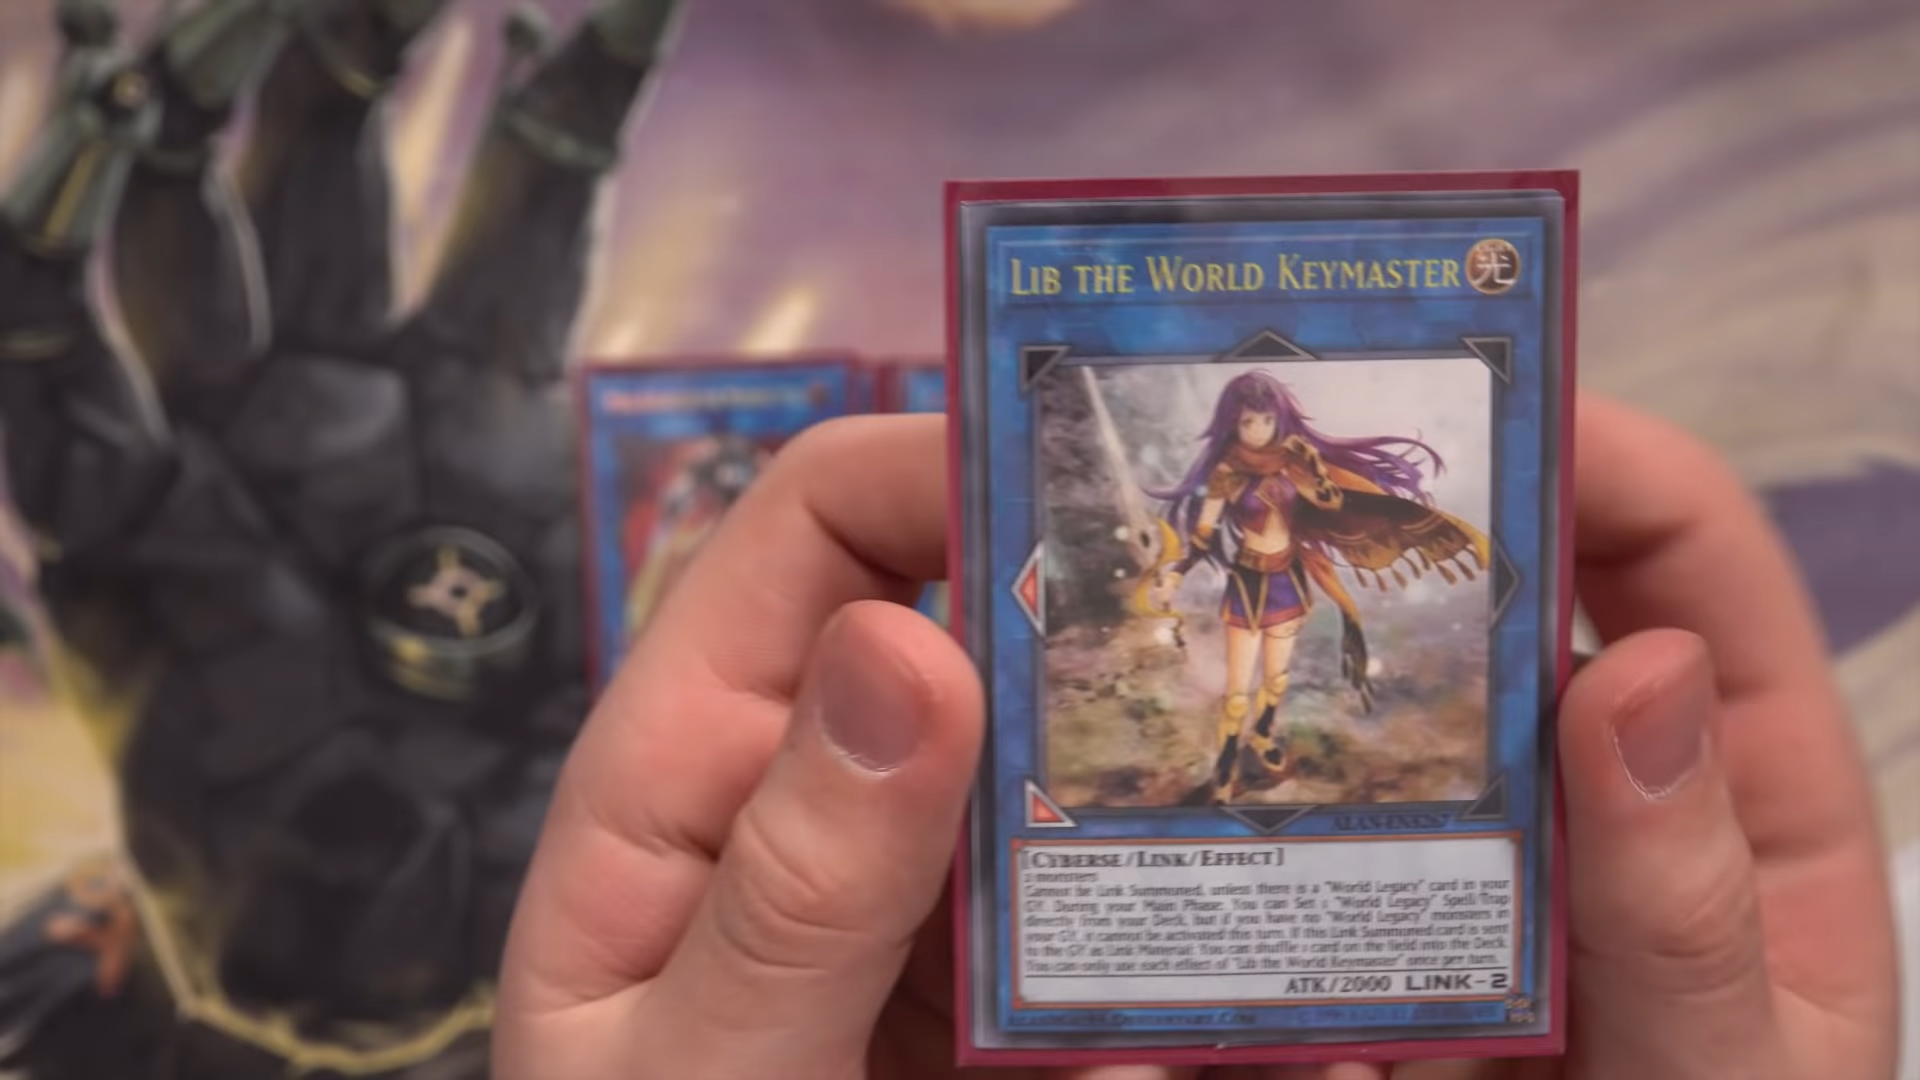 LIB THE WORLD KEYMASTER
光
[CYBERSE/LINK/EFFECT]
2 monsters
Cannot be Link Summoned, unless there is a "World Legacy" card in your
GY. During your Main Phase: You can Set 1 "World Legacy" Spell/Trap
directly from your Deck, but if you have no "World Legacy" monsters in
your GY, it cannot be activated this turn. If this Link Summoned card is sent
to the GY as Link Material: You can shuffle 1 card on the field into the Deck.
You can only use each effect of "Lib the World Keymaster" once per turn.
ATK/2000 LINK-2